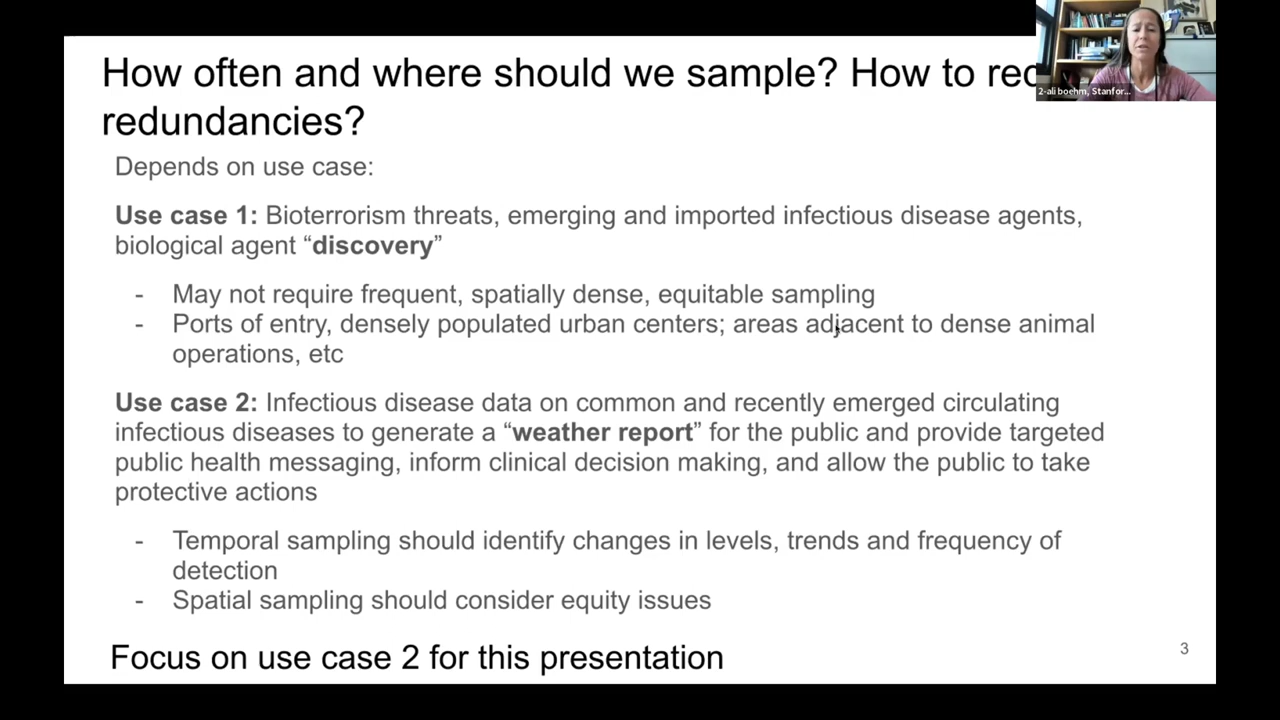 How often and where should we sample? How to
redundancies?
2-ali boehm, Stanfor...
Depends on use case:
Use case 1: Bioterrorism threats, emerging and imported infectious disease agents,
biological agent “discovery”
- May not require frequent, spatially dense, equitable sampling
- Ports of entry, densely populated urban centers; areas adjacent to dense animal
operations, etc
Use case 2: Infectious disease data on common and recently emerged circulating
infectious diseases to generate a “weather report” for the public and provide targeted
public health messaging, inform clinical decision making, and allow the public to take
protective actions
- Temporal sampling should identify changes in levels, trends and frequency of
detection
- Spatial sampling should consider equity issues
Focus on use case 2 for this presentation
3